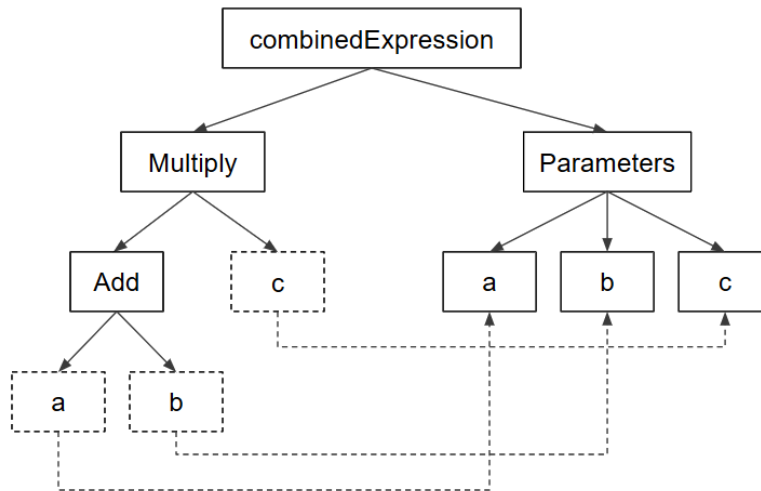 combinedExpression
Multiply
Parameters
Add
c
a
b
c
a
b